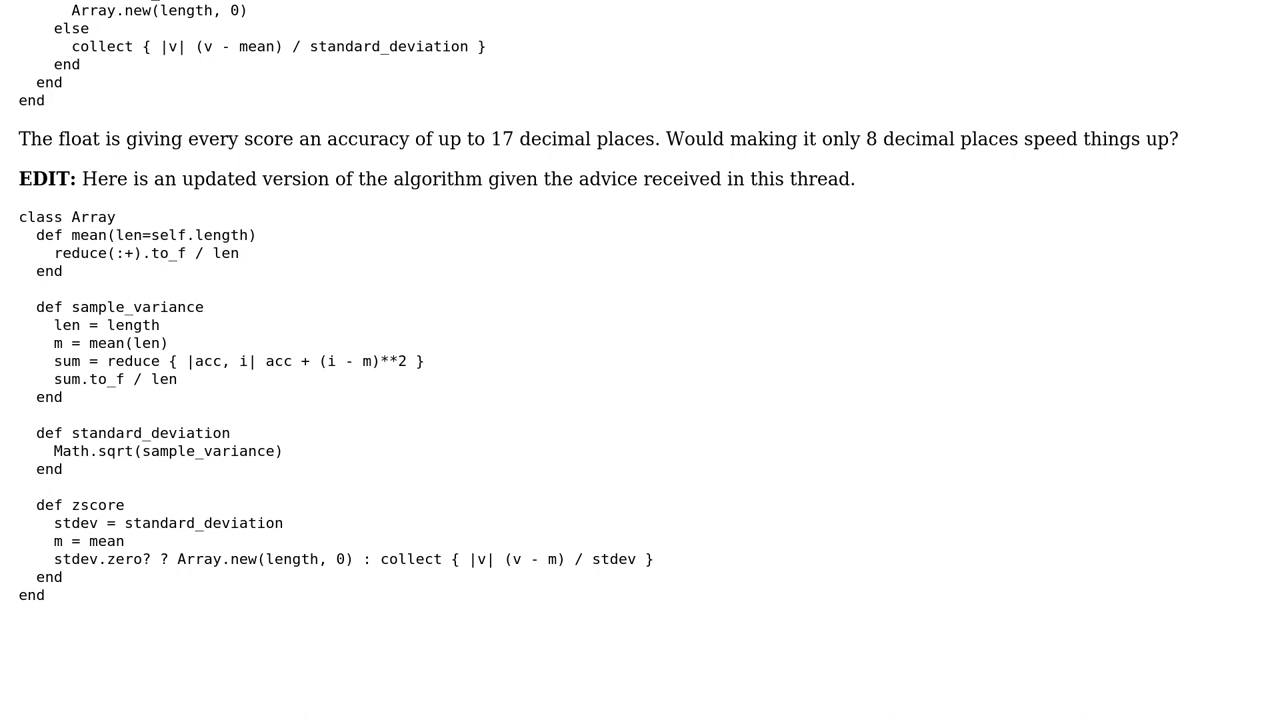 Array.new(length, 0)
else
collect { |v| (v - mean) / standard_deviation }
end
end
end
The float is giving every score an accuracy of up to 17 decimal places. Would making it only 8 decimal places speed things up?
EDIT: Here is an updated version of the algorithm given the advice received in this thread.
class Array
def mean(len=self.length)
reduce(:+).to_f / len
end
def sample_variance
len = length
m = mean(len)
sum = reduce { |acc, i| acc + (i - m)**2 }
sum.to_f / len
end
def standard_deviation
Math.sqrt(sample_variance)
end
def zscore
stdev = standard_deviation
m = mean
stdev.zero? ? Array.new(length, 0) : collect { |v| (v - m) / stdev }
end
end